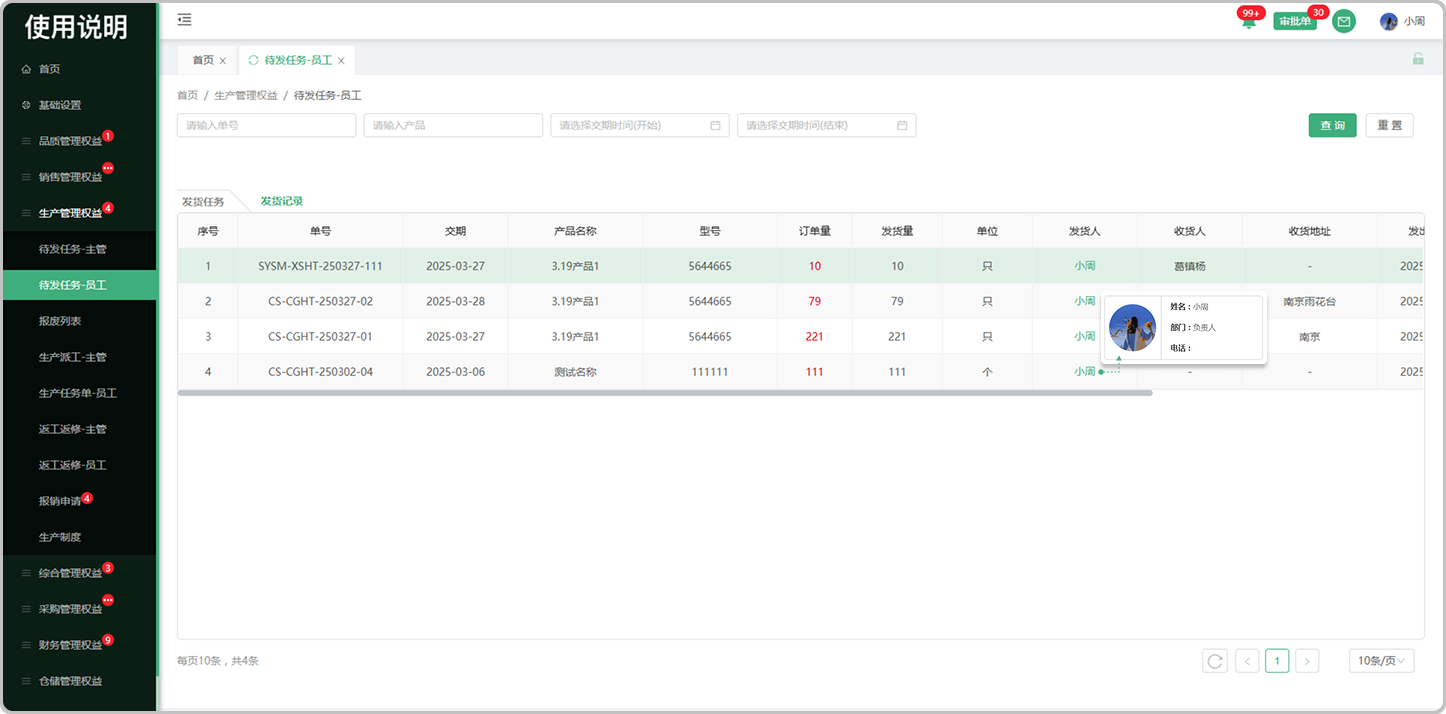 使用说明
首页
基础设置
品质管理权益 1
销售管理权益
生产管理权益 4
待发任务-主管
待发任务-员工
报废列表
生产派工-主管
生产任务单-员工
返工返修-主管
返工返修-员工
报销申请 4
生产制度
综合管理权益 3
采购管理权益
财务管理权益 9
仓储管理权益
99+ 审批单 30 小周
首页 × 待发任务-员工 ×
首页 / 生产管理权益 / 待发任务-员工
请输入单号 请输入产品 请选择交期时间(开始) 请选择交期时间(结束) 查 询 重 置
发货任务 发货记录
序号 单号 交期 产品名称 型号 订单量 发货量 单位 发货人 收货人 收货地址
1 SYSM-XSHT-250327-111 2025-03-27 3.19产品1 5644665 10 10 只 小周 葛镇杨 - 2025
2 CS-CGHT-250327-02 2025-03-28 3.19产品1 5644665 79 79 只 小周 南京雨花台 2025
3 CS-CGHT-250327-01 2025-03-27 3.19产品1 5644665 221 221 只 小周 南京 2025
4 CS-CGHT-250302-04 2025-03-06 测试名称 111111 111 111 个 小周 - - 2025
姓名：小周
部门：负责人
电话：
每页10条，共4条 < 1 > 10条/页